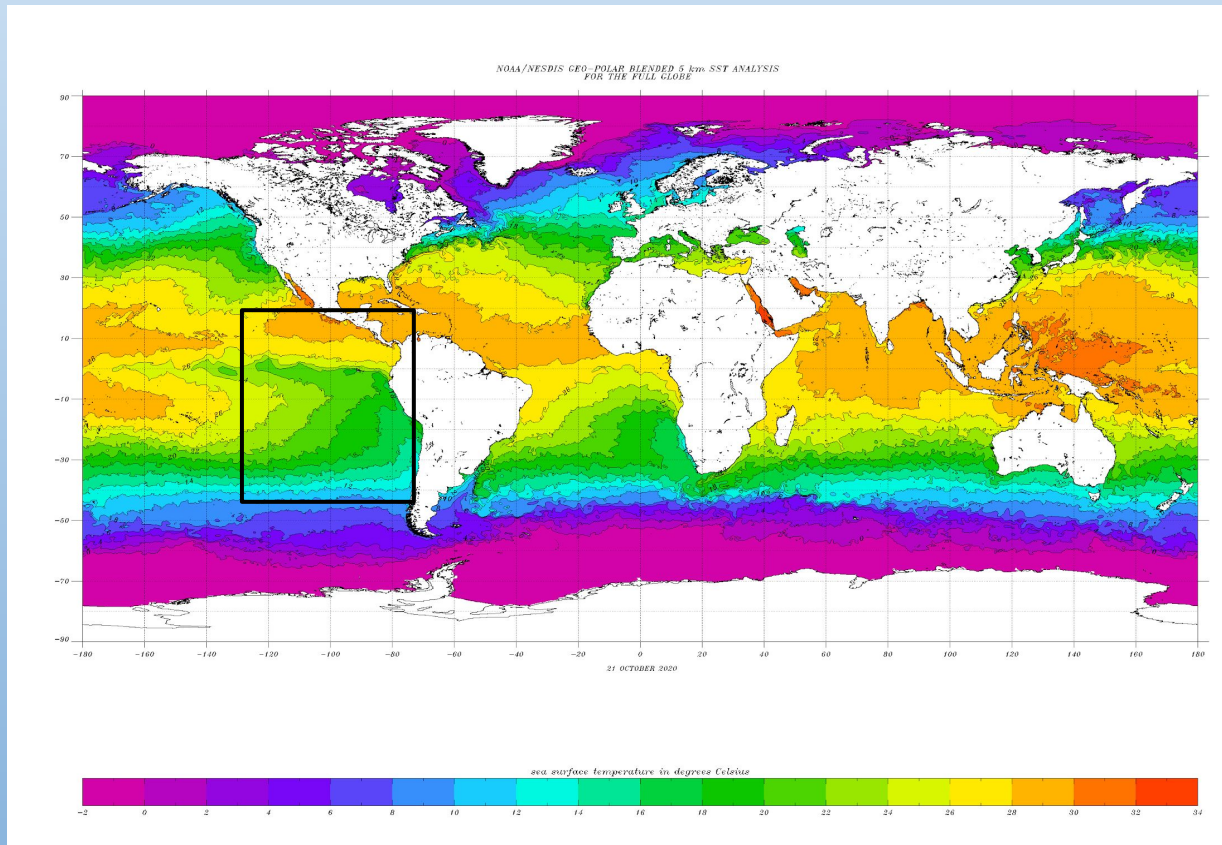 NOAA/NESDIS GEO-POLAR BLENDED 5 km SST ANALYSIS
FOR THE FULL GLOBE
90
70
50
30
10
-10
-30
-50
-70
-90
-180 -160 -140 -120 -100 -80 -60 -40 -20 0 20 40 60 80 100 120 140 160 180
21 OCTOBER 2020
sea surface temperature in degrees Celsius
-2 0 2 4 6 8 10 12 14 16 18 20 22 24 26 28 30 32 34